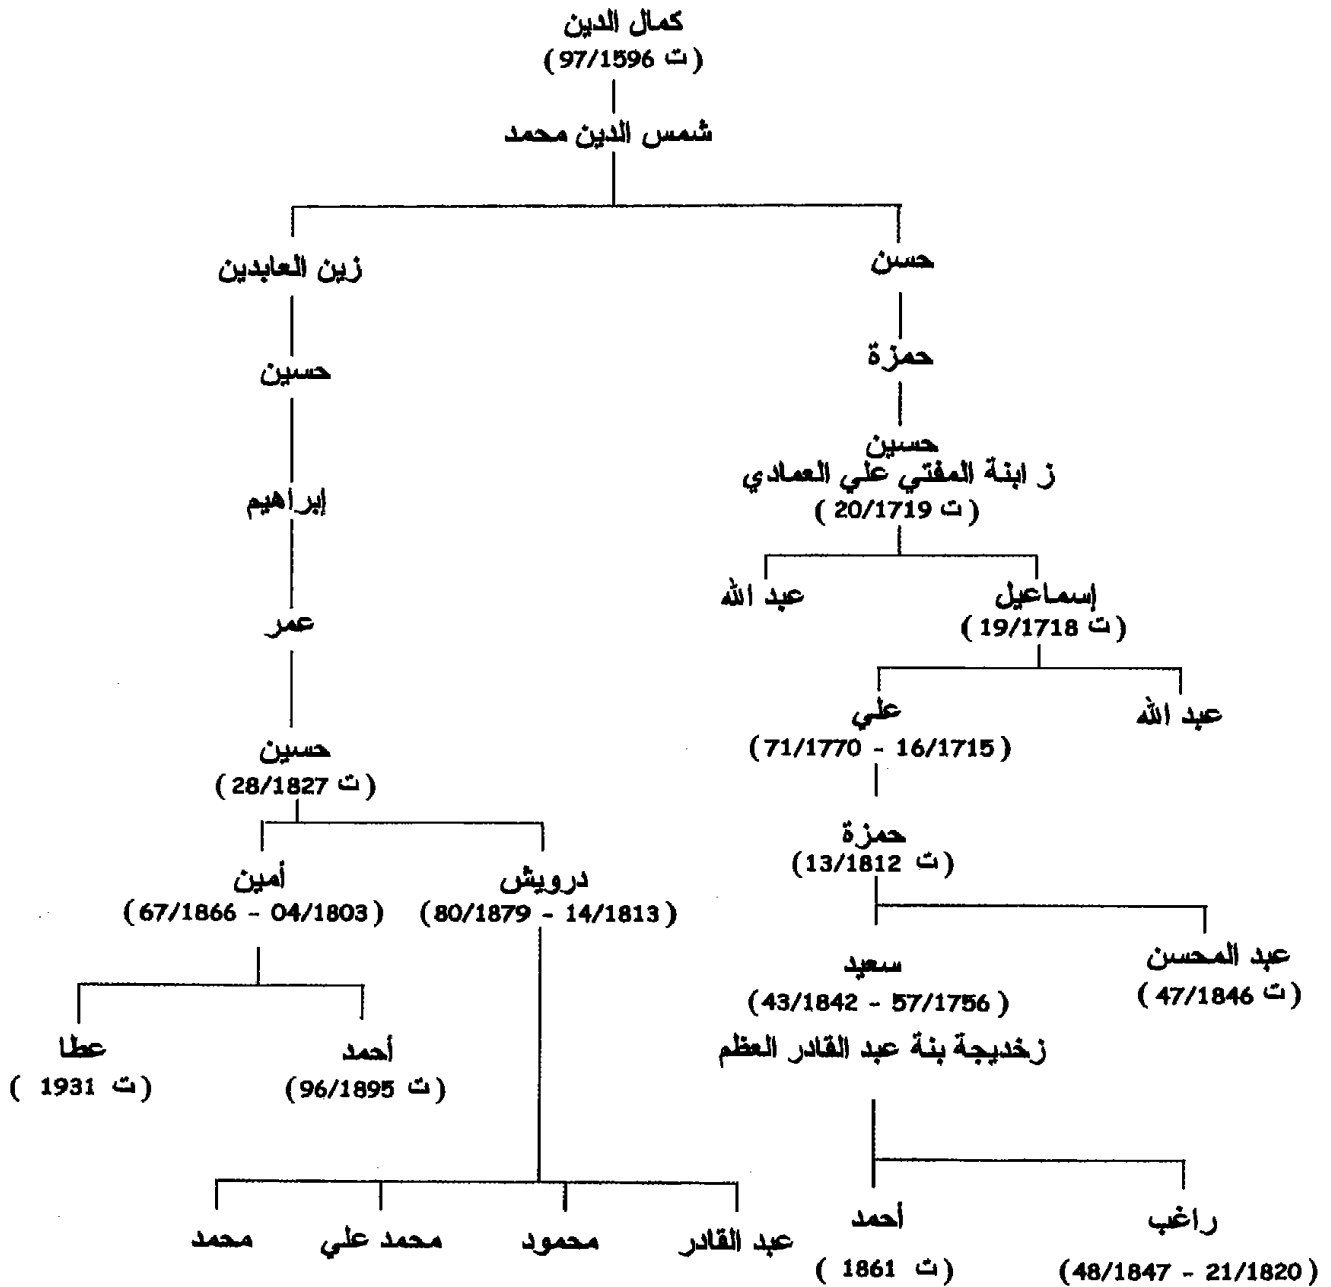 كمال الدين
(ت 97/1596)
شمس الدين محمد
حسن
زين العابدين
حمزة
حسين
حسين
ز ابنة المفتي علي العمادي
(ت 20/1719)
إبراهيم
إسماعيل
(ت 19/1718)
عبد الله
عمر
عبد الله
علي
(71/1770 - 16/1715)
حسين
(ت 28/1827)
حمزة
(ت 13/1812)
درويش
(80/1879 - 14/1813)
أمين
(67/1866 - 04/1803)
عبد المحسن
(ت 47/1846)
سعيد
(43/1842 - 57/1756)
زخديجة بنة عبد القادر العظم
أحمد
(ت 96/1895)
عطا
(ت 1931)
راغب
(48/1847 - 21/1820)
أحمد
(ت 1861)
عبد القادر
محمود
محمد علي
محمد